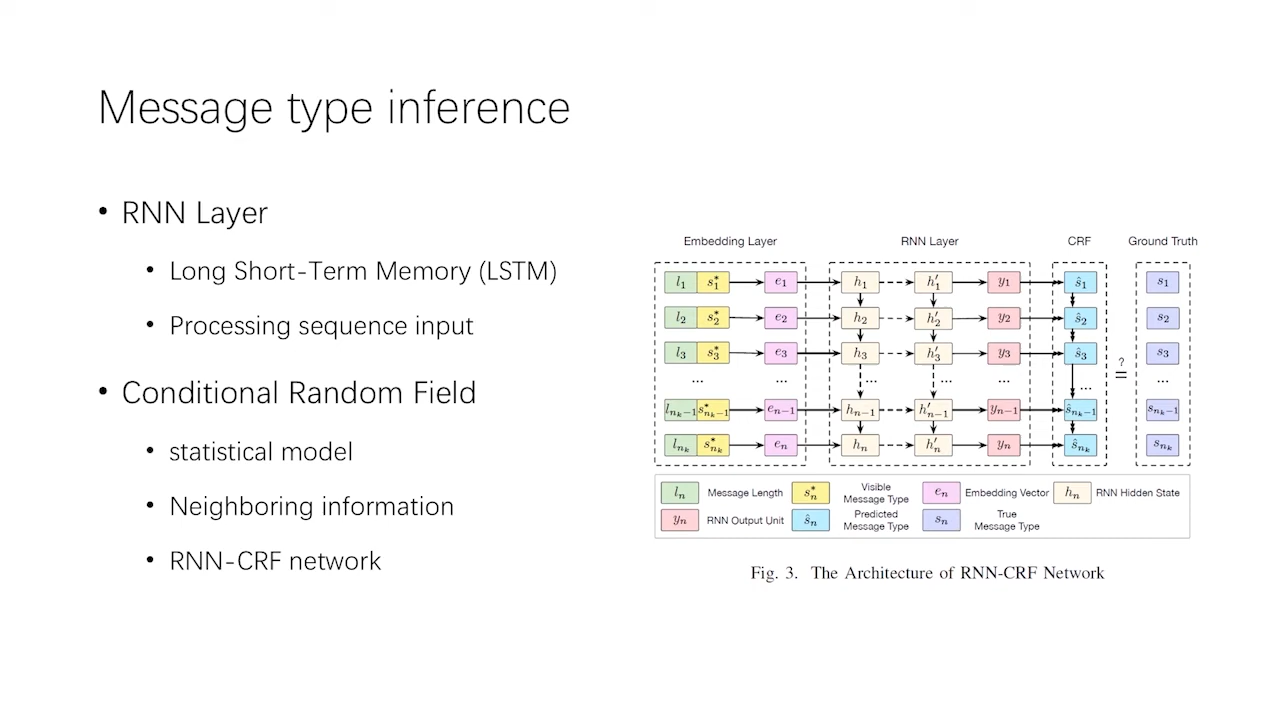 Message type inference
• RNN Layer
• Long Short-Term Memory (LSTM)
• Processing sequence input
• Conditional Random Field
• statistical model
• Neighboring information
• RNN-CRF network
Embedding Layer RNN Layer CRF Ground Truth
l₁ s₁* e₁ h₁ h′₁ y₁ ŝ₁ s₁
l₂ s₂* e₂ h₂ h′₂ y₂ ŝ₂ s₂
l₃ s₃* e₃ h₃ h′₃ y₃ ŝ₃ s₃
... ... ... ... ... ... ...
?
=
l_{n_k−1} s*_{n_k−1} e_{n−1} h_{n−1} h′_{n−1} y_{n−1} ŝ_{n_k−1} s_{n_k−1}
l_{n_k} s*_{n_k} e_n h_n h′_n y_n ŝ_{n_k} s_{n_k}
l_n Message Length s*_n Visible Message Type e_n Embedding Vector h_n RNN Hidden State
y_n RNN Output Unit ŝ_n Predicted Message Type s_n True Message Type
Fig. 3. The Architecture of RNN-CRF Network